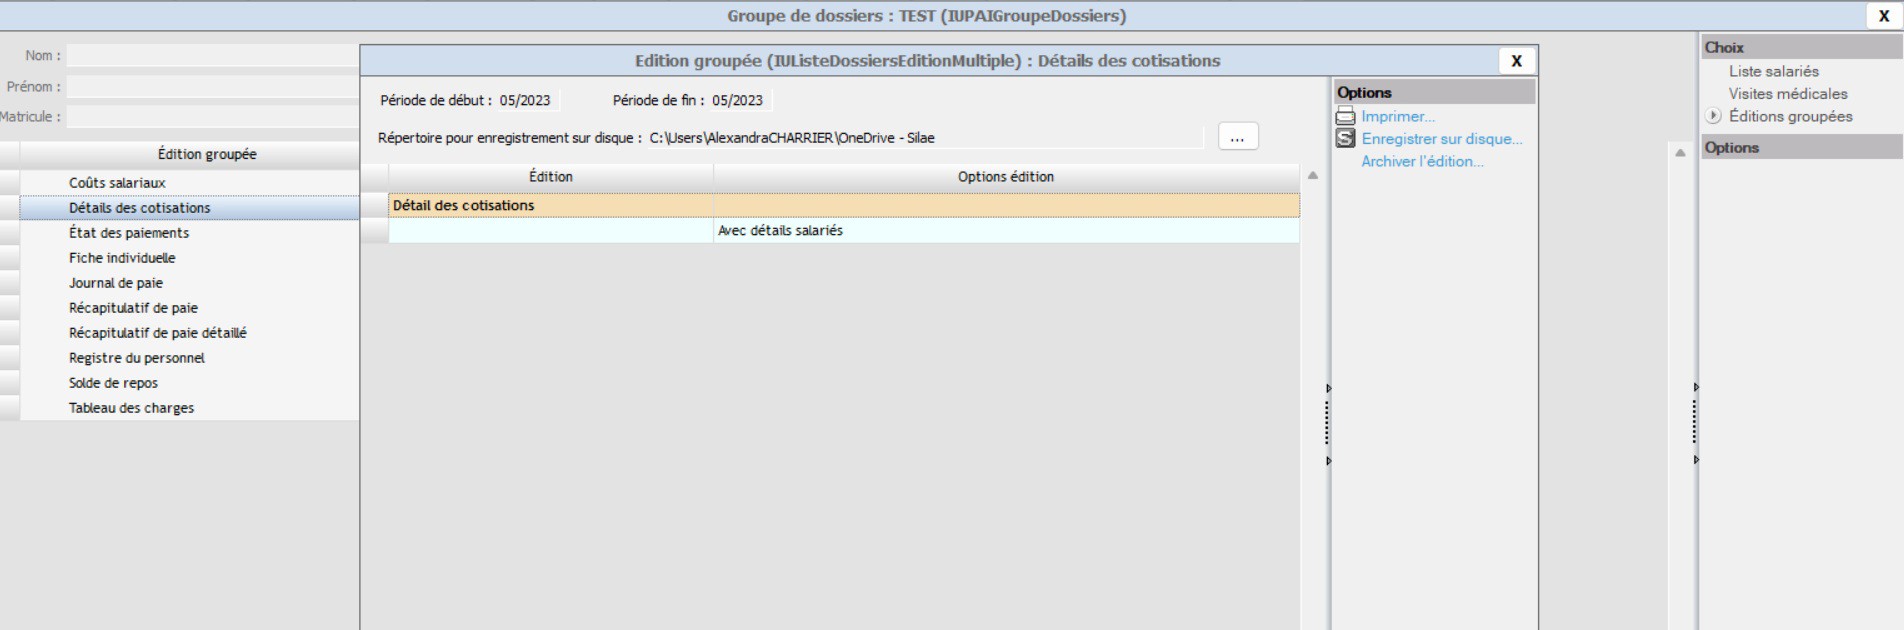 Groupe de dossiers : TEST (IUPAIGroupeDossiers)
X
Nom :
Prénom :
Matricule :
Édition groupée
Coûts salariaux
Détails des cotisations
État des paiements
Fiche individuelle
Journal de paie
Récapitulatif de paie
Récapitulatif de paie détaillé
Registre du personnel
Solde de repos
Tableau des charges
Edition groupée (IUListeDossiersEditionMultiple) : Détails des cotisations
X
Période de début : 05/2023 Période de fin : 05/2023
Répertoire pour enregistrement sur disque : C:\Users\AlexandraCHARRIER\OneDrive - Silae ...
Édition Options édition
Détail des cotisations
Avec détails salariés
Options
Imprimer...
Enregistrer sur disque...
Archiver l'édition...
Choix
Liste salariés
Visites médicales
Éditions groupées
Options